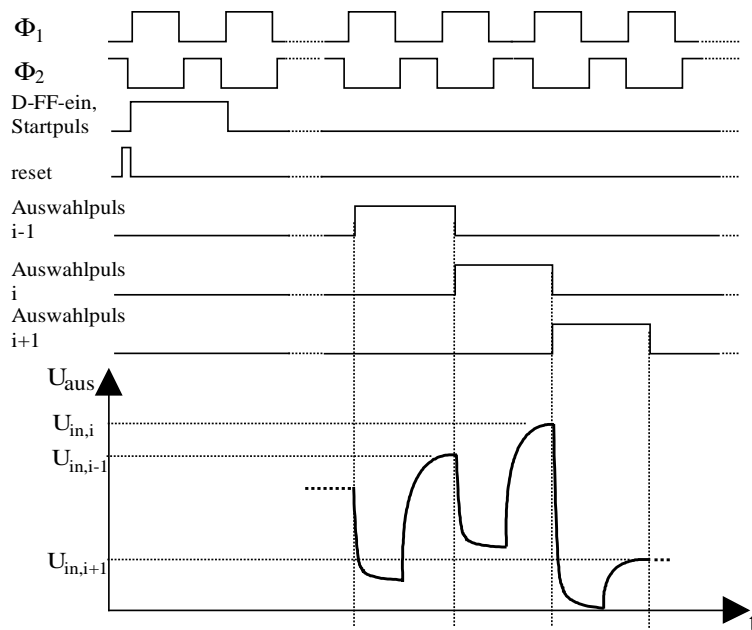 Φ1
Φ2
D-FF-ein,
Startpuls
reset
Auswahlpuls
i-1
Auswahlpuls
i
Auswahlpuls
i+1
Uaus
Uin,i
Uin,i-1
Uin,i+1
t